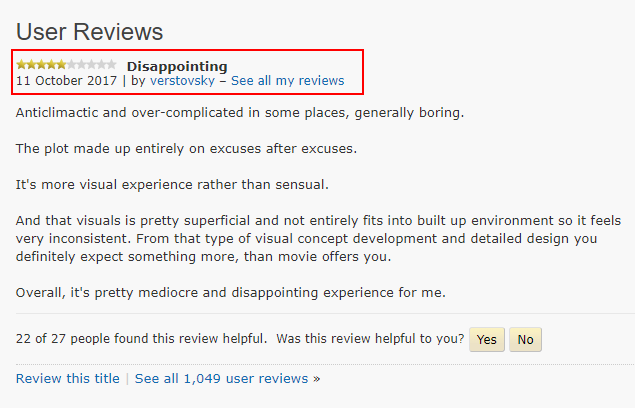 User Reviews
Disappointing
11 October 2017 | by verstovsky – See all my reviews
Anticlimactic and over-complicated in some places, generally boring.
The plot made up entirely on excuses after excuses.
It's more visual experience rather than sensual.
And that visuals is pretty superficial and not entirely fits into built up environment so it feels
very inconsistent. From that type of visual concept development and detailed design you
definitely expect something more, than movie offers you.
Overall, it's pretty mediocre and disappointing experience for me.
22 of 27 people found this review helpful.  Was this review helpful to you? Yes No
Review this title | See all 1,049 user reviews »